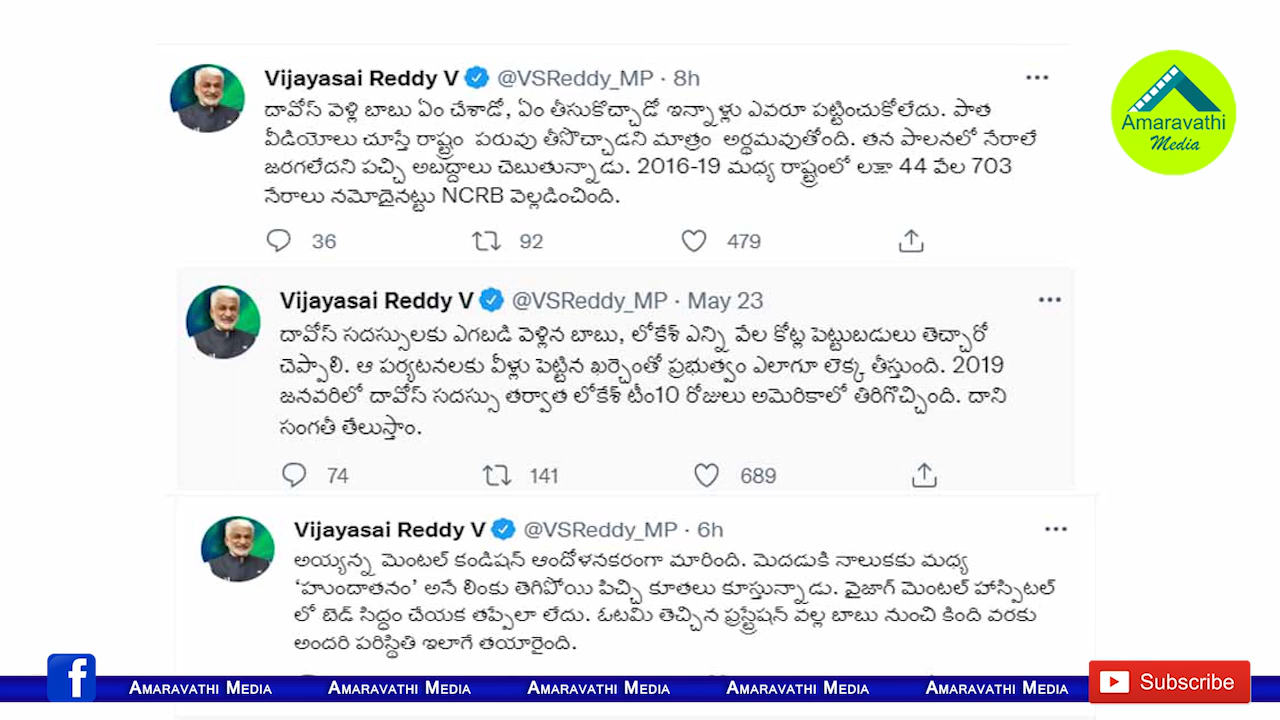 Vijayasai Reddy V @VSReddy_MP · 8h
దావోస్ వెళ్లి బాబు ఏం చేశాడో, ఏం తీసుకొచ్చాడో ఇన్నాళ్లు ఎవరూ పట్టించుకోలేదు. పాత
వీడియోలు చూస్తే రాష్ట్రం పరువు తీసొచ్చాడని మాత్రం అర్థమవుతోంది. తన పాలనలో నేరాలే
జరగలేదని పచ్చి అబద్దాలు చెబుతున్నాడు. 2016-19 మధ్య రాష్ట్రంలో లక్షా 44 వేల 703
నేరాలు నమోదైనట్టు NCRB వెల్లడించింది.
36 92 479
Amaravathi
Media
Vijayasai Reddy V @VSReddy_MP · May 23
దావోస్ సదస్సులకు ఎగబడి వెళ్లిన బాబు, లోకేశ్ ఎన్ని వేల కోట్ల పెట్టుబడులు తెచ్చారో
చెప్పాలి. ఆ పర్యటనలకు వీళ్లు పెట్టిన ఖర్చెంతో ప్రభుత్వం ఎలాగూ లెక్క తీస్తుంది. 2019
జనవరిలో దావోస్ సదస్సు తర్వాత లోకేశ్ టీం10 రోజులు అమెరికాలో తిరిగొచ్చింది. దాని
సంగతీ తేలుస్తాం.
74 141 689
Vijayasai Reddy V @VSReddy_MP · 6h
అయ్యన్న మెంటల్ కండిషన్ ఆందోళనకరంగా మారింది. మెదడుకి నాలుకకు మధ్య
‘హుందాతనం’ అనే లింకు తెగిపోయి పిచ్చి కూతలు కూస్తున్నాడు. వైజాగ్ మెంటల్ హాస్పిటల్
లో బెడ్ సిద్ధం చేయక తప్పేలా లేదు. ఓటమి తెచ్చిన ఫ్రస్ట్రేషన్ వల్ల బాబు నుంచి కింది వరకు
అందరి పరిస్థితి ఇలాగే తయారైంది.
f Amaravathi Media Amaravathi Media Amaravathi Media Amaravathi Media Amaravathi Media Subscribe